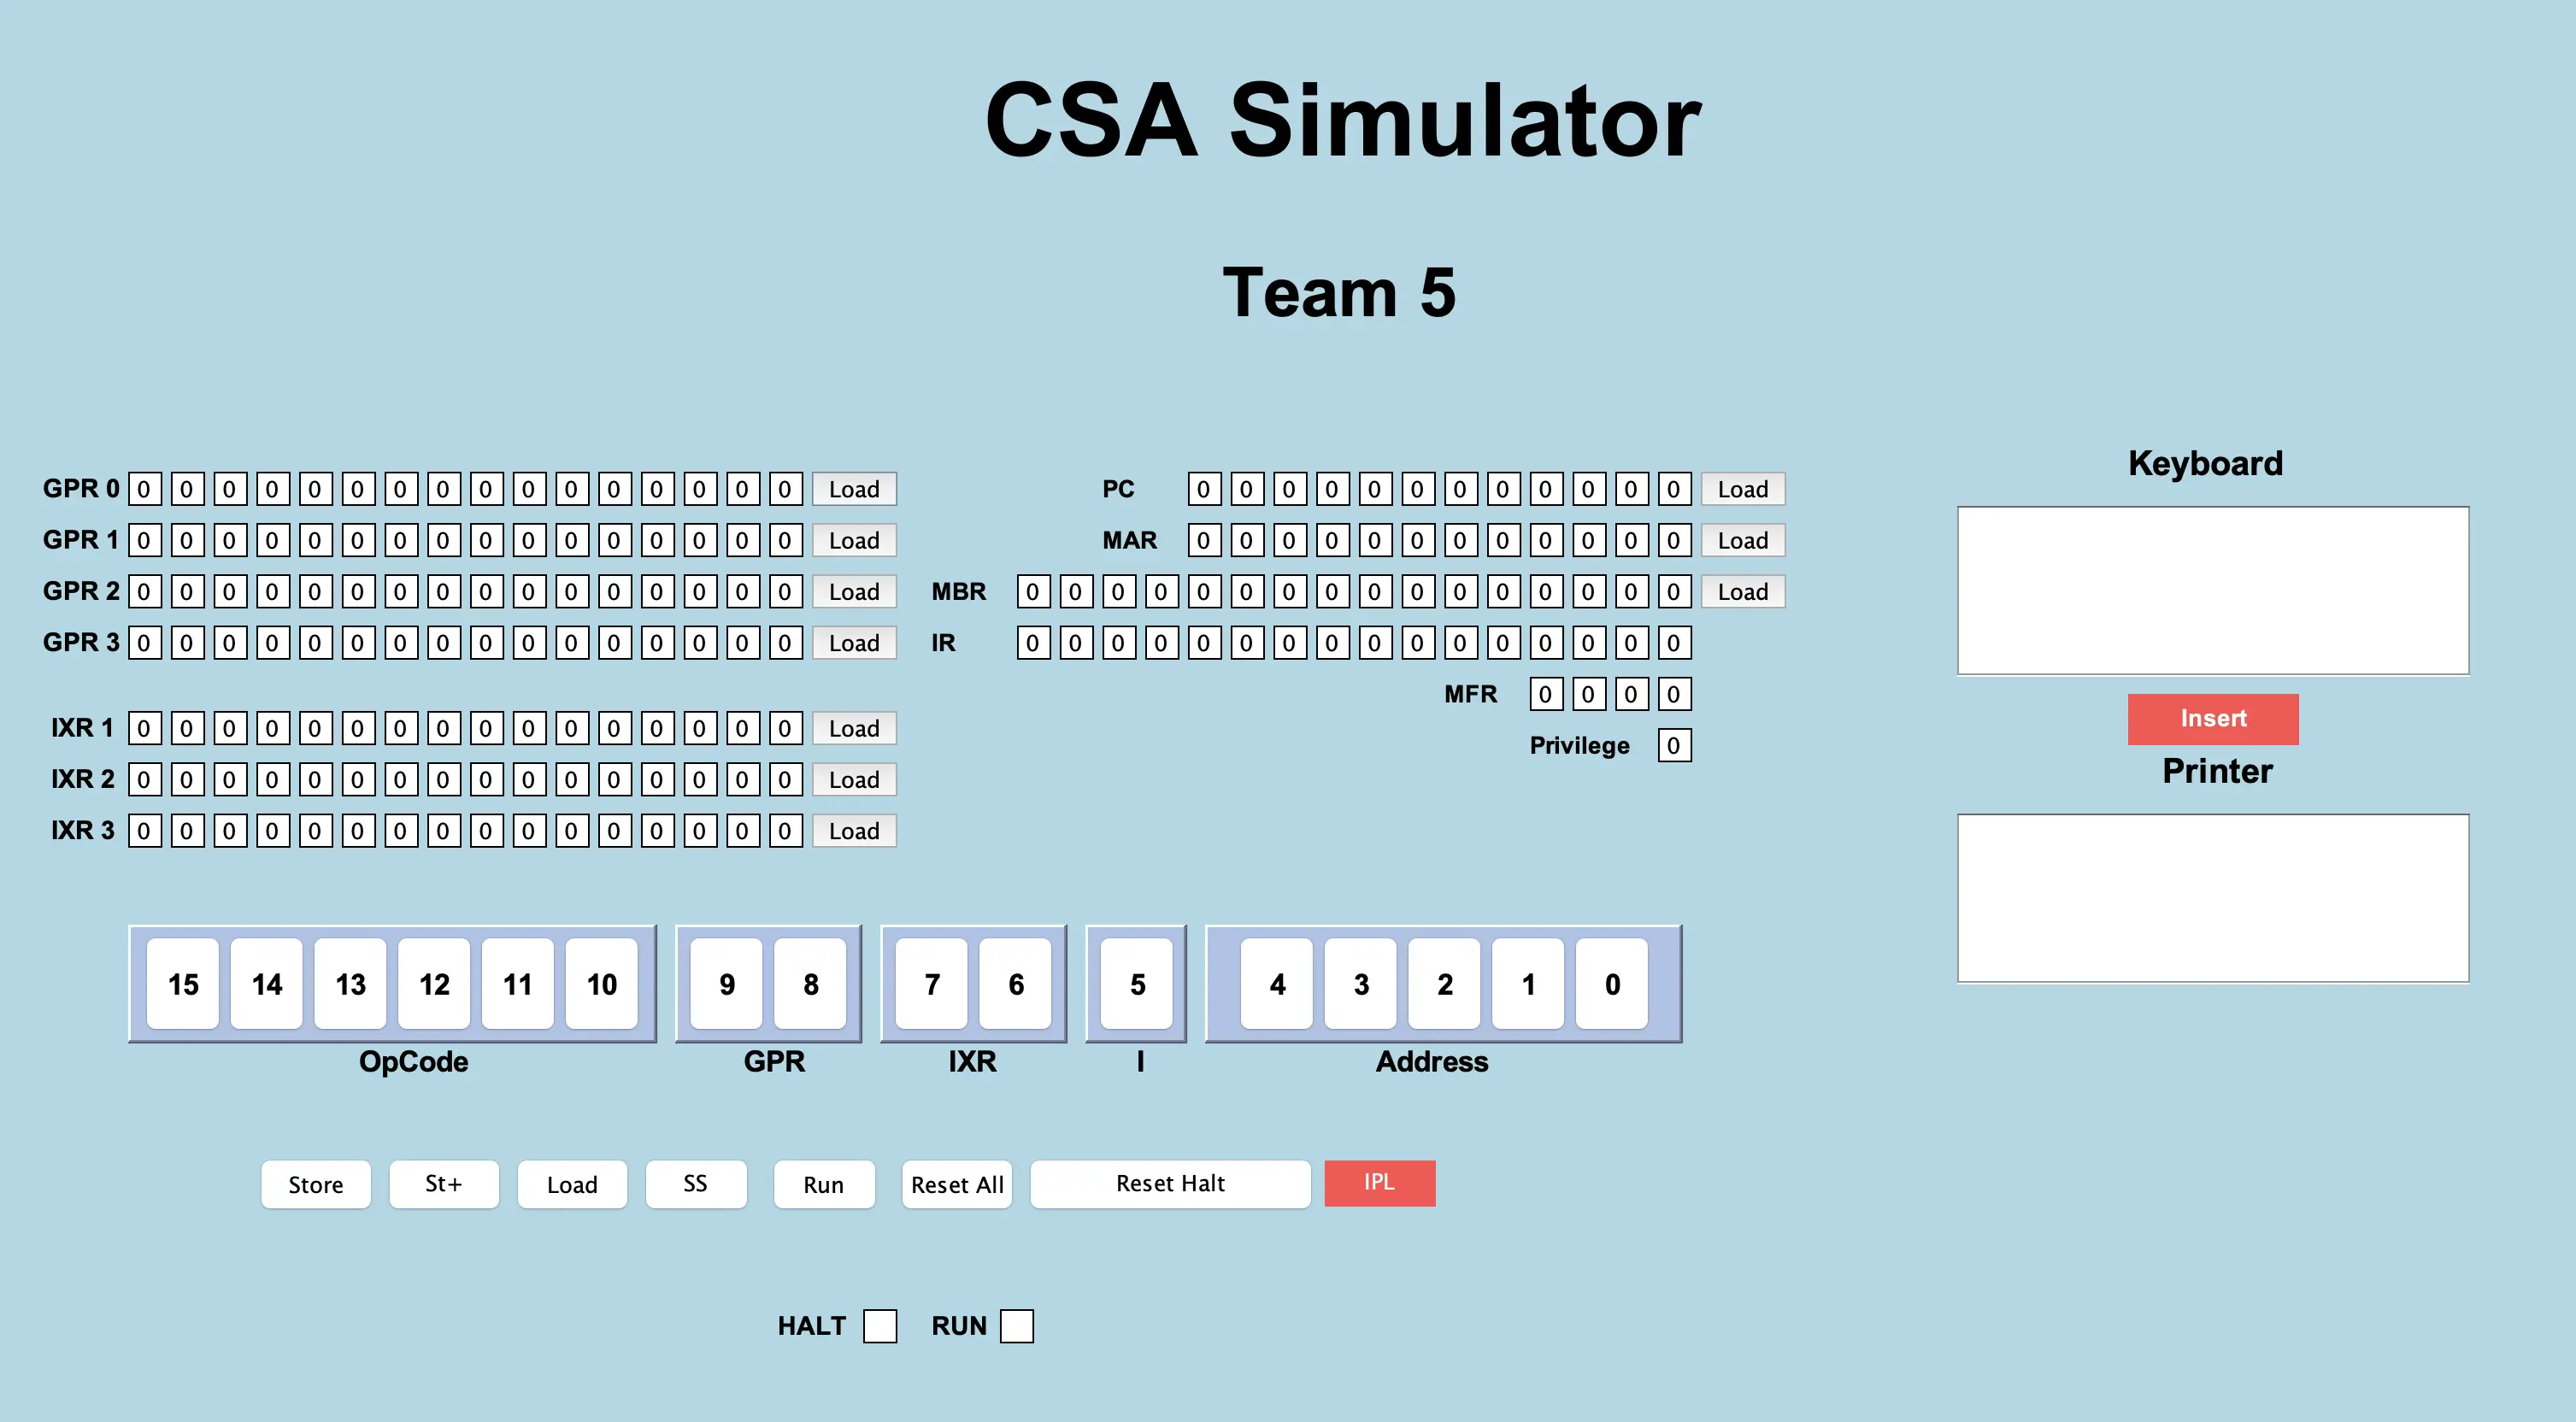 CSA Simulator
Team 5
GPR 0 0 0 0 0 0 0 0 0 0 0 0 0 0 0 0 0 Load
GPR 1 0 0 0 0 0 0 0 0 0 0 0 0 0 0 0 0 Load
GPR 2 0 0 0 0 0 0 0 0 0 0 0 0 0 0 0 0 Load
GPR 3 0 0 0 0 0 0 0 0 0 0 0 0 0 0 0 0 Load
IXR 1 0 0 0 0 0 0 0 0 0 0 0 0 0 0 0 0 Load
IXR 2 0 0 0 0 0 0 0 0 0 0 0 0 0 0 0 0 Load
IXR 3 0 0 0 0 0 0 0 0 0 0 0 0 0 0 0 0 Load
PC 0 0 0 0 0 0 0 0 0 0 0 0 Load
MAR 0 0 0 0 0 0 0 0 0 0 0 0 Load
MBR 0 0 0 0 0 0 0 0 0 0 0 0 0 0 0 0 Load
IR 0 0 0 0 0 0 0 0 0 0 0 0 0 0 0 0
MFR 0 0 0 0
Privilege 0
Keyboard
Insert
Printer
15 14 13 12 11 10 9 8 7 6 5 4 3 2 1 0
OpCode GPR IXR I Address
Store St+ Load SS Run Reset All Reset Halt IPL
HALT RUN